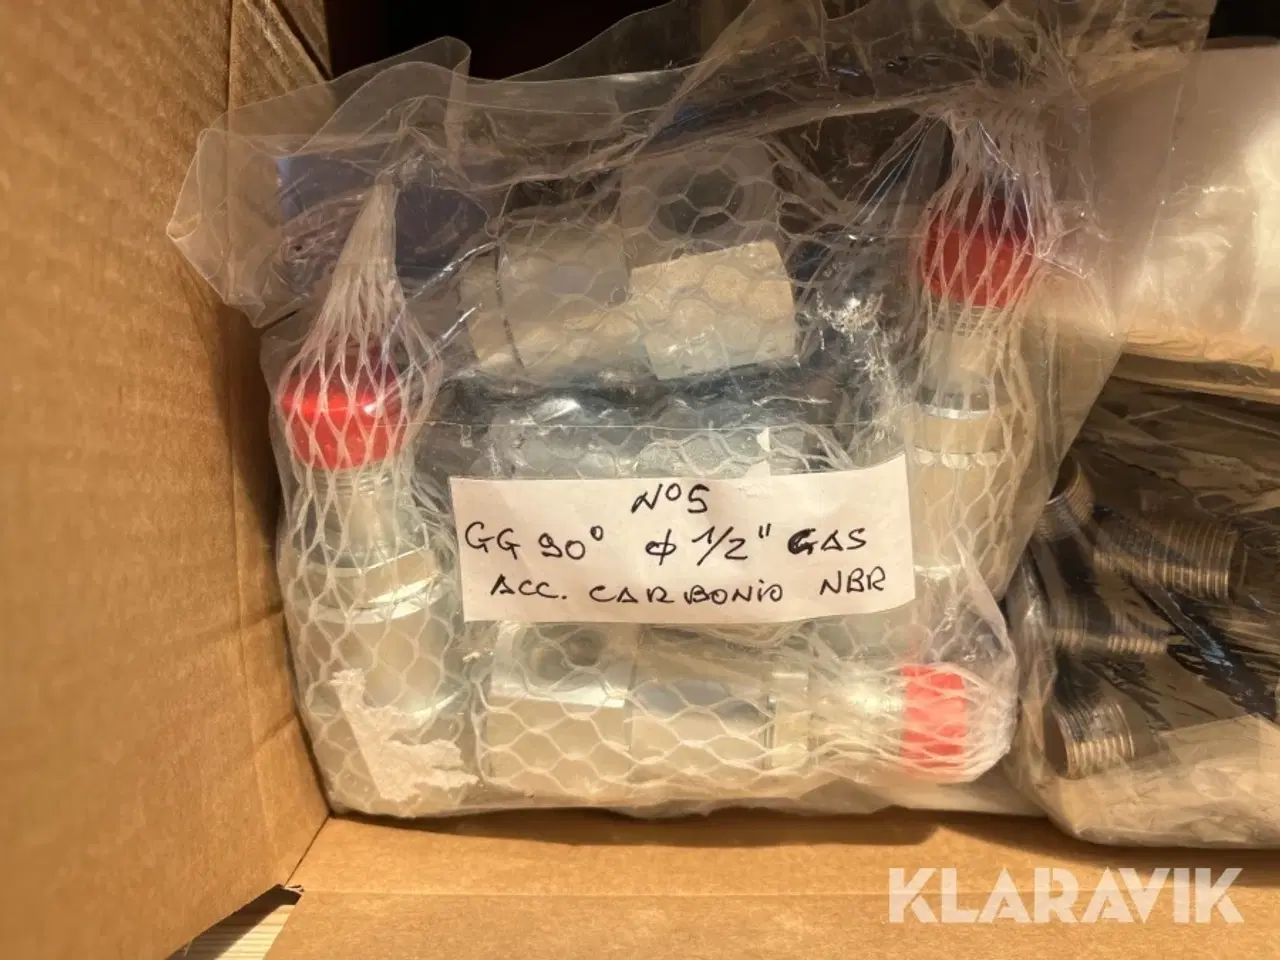 N°5
GG 90° ϕ 1/2" GAS
ACC. CARBONIO NBR
KLARAVIK